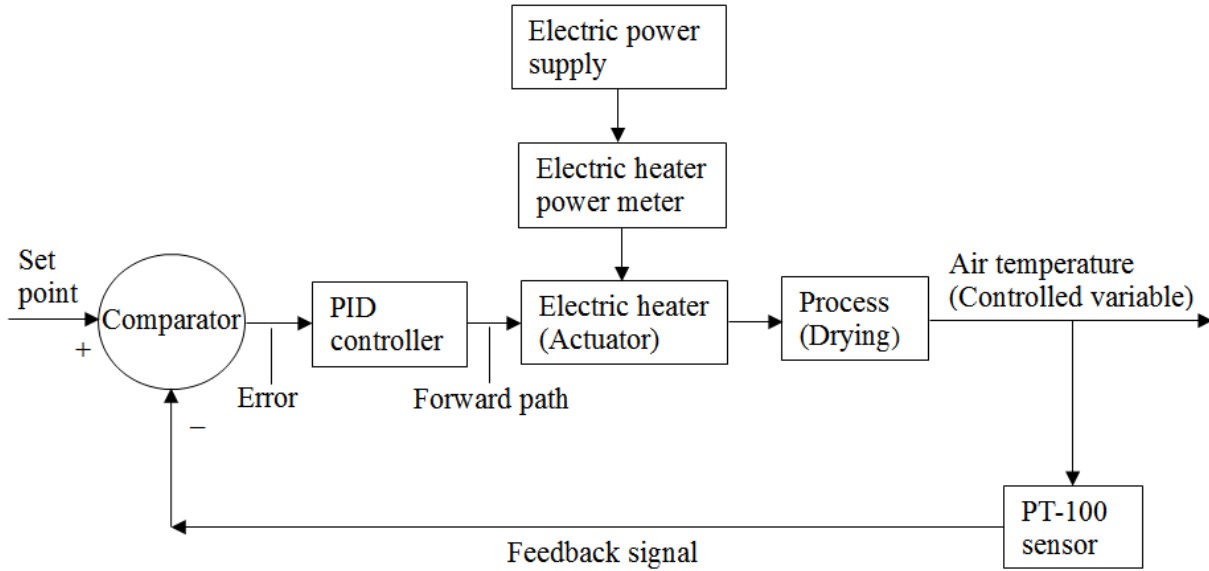 Electric power
supply
Electric heater
power meter
Set
point
Comparator
+
−
Error
PID
controller
Forward path
Electric heater
(Actuator)
Process
(Drying)
Air temperature
(Controlled variable)
PT-100
sensor
Feedback signal